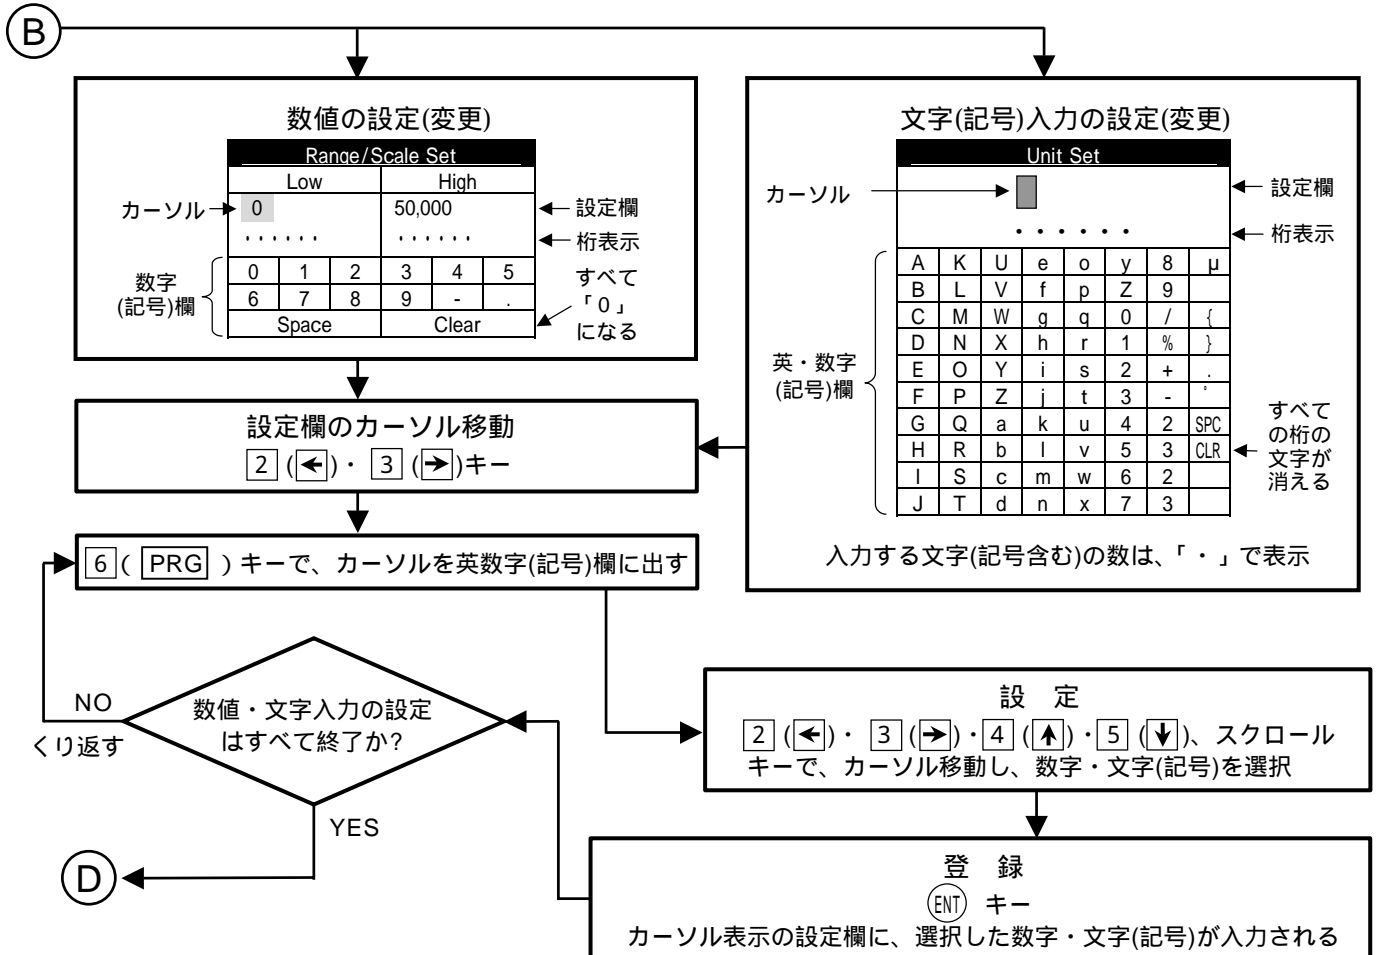 B
数値の設定(変更)
Range/Scale Set
Low High
カーソル 0 50,000 設定欄
・・・・・・ ・・・・・・ 桁表示
数字
(記号)欄
0 1 2 3 4 5
6 7 8 9 - .
Space Clear
すべて
「0」
になる
文字(記号)入力の設定(変更)
Unit Set
カーソル 設定欄
・・・・・・ 桁表示
英・数字
(記号)欄
A K U e o y 8 μ
B L V f p Z 9
C M W g q 0 / {
D N X h r 1 % }
E O Y i s 2 + .
F P Z j t 3 - °
G Q a k u 4 2 SPC
H R b l v 5 3 CLR
I S c m w 6 2
J T d n x 7 3
すべて
の桁の
文字が
消える
入力する文字(記号含む)の数は、「・」で表示
設定欄のカーソル移動
2 (←)・ 3 (→)キー
6 ( PRG ) キーで、カーソルを英数字(記号)欄に出す
数値・文字入力の設定
はすべて終了か?
NO
くり返す
YES
D
設 定
2 (←)・ 3 (→)・4 (↑)・5 (↓)、スクロール
キーで、カーソル移動し、数字・文字(記号)を選択
登 録
ENT キー
カーソル表示の設定欄に、選択した数字・文字(記号)が入力される